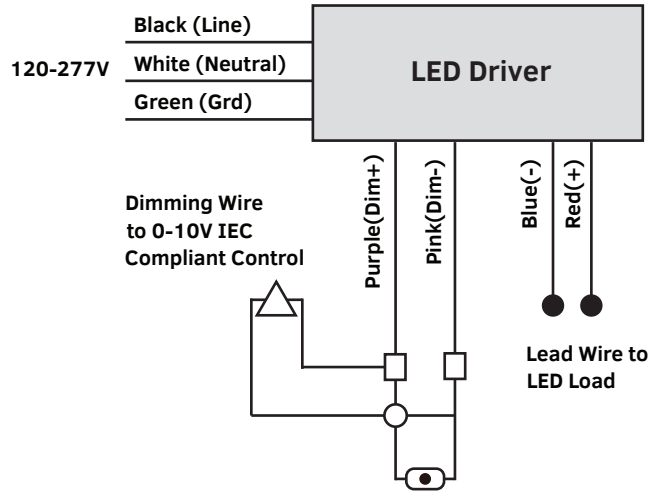 Black (Line)
120-277V
White (Neutral)
Green (Grd)
LED Driver
Purple(Dim+)
Pink(Dim-)
Blue(-)
Red(+)
Dimming Wire
to 0-10V IEC
Compliant Control
Lead Wire to
LED Load